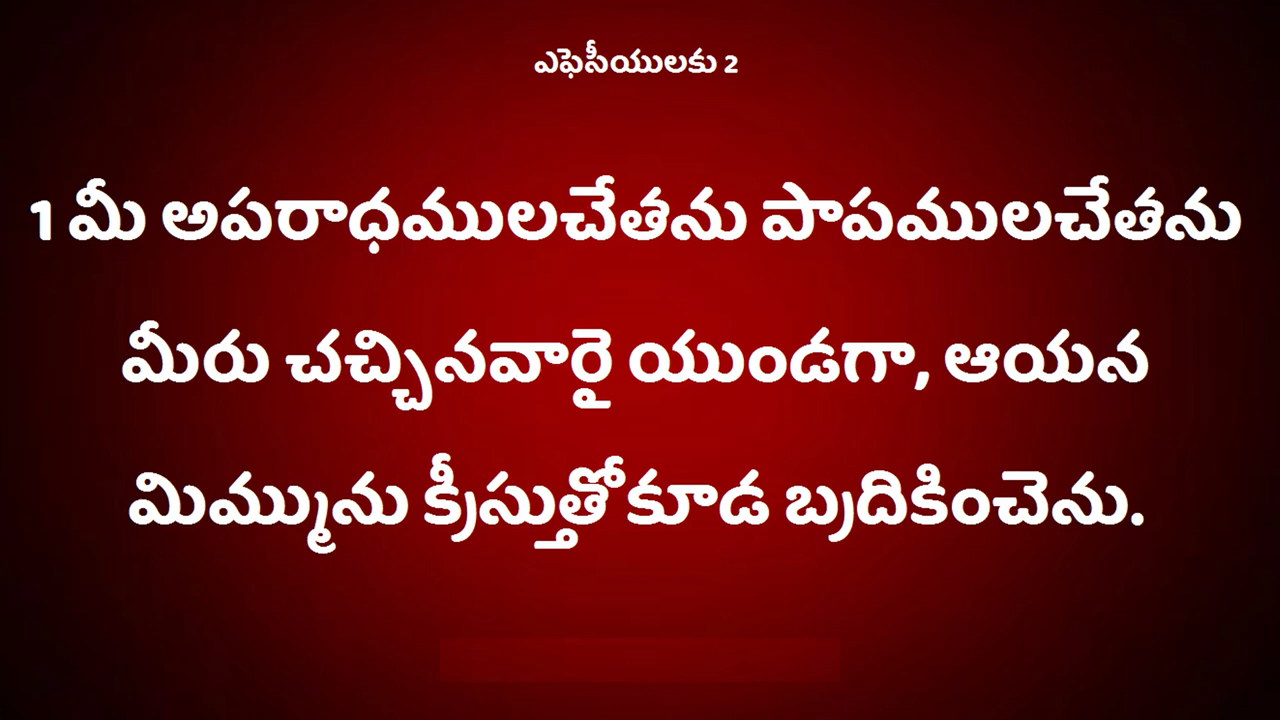 ఎఫెసీయులకు 2
1 మీ అపరాధములచేతను పాపములచేతను
మీరు చచ్చినవారై యుండగా, ఆయన
మిమ్మును క్రీస్తుతోకూడ బ్రదికించెను.